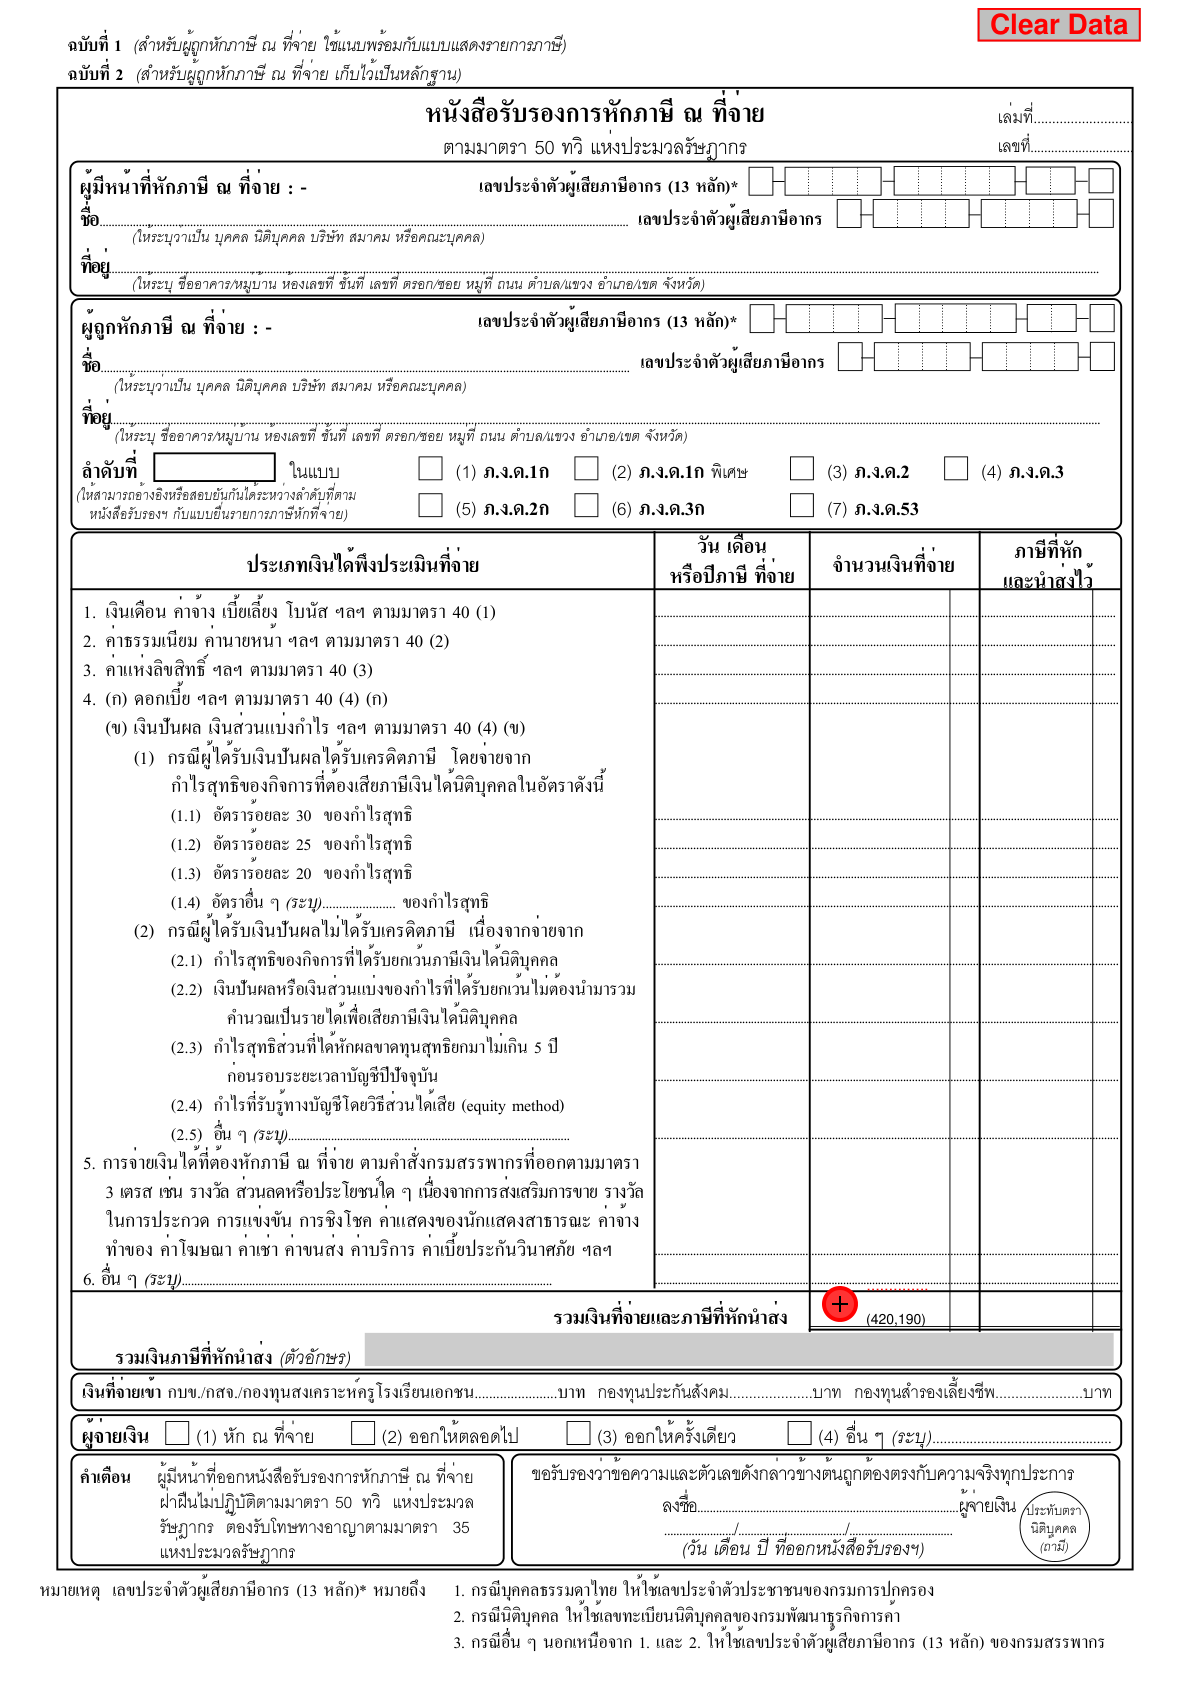 Clear Data
ฉบับที่ 1 (สำหรับผู้ถูกหักภาษี ณ ที่จ่าย ใช้แนบพร้อมกับแบบแสดงรายการภาษี)
ฉบับที่ 2 (สำหรับผู้ถูกหักภาษี ณ ที่จ่าย เก็บไว้เป็นหลักฐาน)
หนังสือรับรองการหักภาษี ณ ที่จ่าย
เล่มที่..........................
ตามมาตรา 50 ทวิ แห่งประมวลรัษฎากร
เลขที่............................
ผู้มีหน้าที่หักภาษี ณ ที่จ่าย : -
เลขประจำตัวผู้เสียภาษีอากร (13 หลัก)*
ชื่อ.......................... เลขประจำตัวผู้เสียภาษีอากร
(ให้ระบุว่าเป็น บุคคล นิติบุคคล บริษัท สมาคม หรือคณะบุคคล)
ที่อยู่..........................
(ให้ระบุ ชื่ออาคาร/หมู่บ้าน ห้องเลขที่ ชั้นที่ เลขที่ ตรอก/ซอย หมู่ที่ ถนน ตำบล/แขวง อำเภอ/เขต จังหวัด)
ผู้ถูกหักภาษี ณ ที่จ่าย : -
เลขประจำตัวผู้เสียภาษีอากร (13 หลัก)*
ชื่อ.......................... เลขประจำตัวผู้เสียภาษีอากร
(ให้ระบุว่าเป็น บุคคล นิติบุคคล บริษัท สมาคม หรือคณะบุคคล)
ที่อยู่..........................
(ให้ระบุ ชื่ออาคาร/หมู่บ้าน ห้องเลขที่ ชั้นที่ เลขที่ ตรอก/ซอย หมู่ที่ ถนน ตำบล/แขวง อำเภอ/เขต จังหวัด)
ลำดับที่ ในแบบ (1) ภ.ง.ด.1ก (2) ภ.ง.ด.1ก พิเศษ (3) ภ.ง.ด.2 (4) ภ.ง.ด.3
(ให้สามารถอ้างอิงหรือสอบยันกันได้ระหว่างลำดับที่ตาม
หนังสือรับรองฯ กับแบบยื่นรายการภาษีหักที่จ่าย)
(5) ภ.ง.ด.2ก (6) ภ.ง.ด.3ก (7) ภ.ง.ด.53
ประเภทเงินได้พึงประเมินที่จ่าย
วัน เดือน
หรือปีภาษี ที่จ่าย
จำนวนเงินที่จ่าย
ภาษีที่หัก
และนำส่งไว้
1. เงินเดือน ค่าจ้าง เบี้ยเลี้ยง โบนัส ฯลฯ ตามมาตรา 40 (1)
2. ค่าธรรมเนียม ค่านายหน้า ฯลฯ ตามมาตรา 40 (2)
3. ค่าแห่งลิขสิทธิ์ ฯลฯ ตามมาตรา 40 (3)
4. (ก) ดอกเบี้ย ฯลฯ ตามมาตรา 40 (4) (ก)
(ข) เงินปันผล เงินส่วนแบ่งกำไร ฯลฯ ตามมาตรา 40 (4) (ข)
(1) กรณีผู้ได้รับเงินปันผลได้รับเครดิตภาษี โดยจ่ายจาก
กำไรสุทธิของกิจการที่ต้องเสียภาษีเงินได้นิติบุคคลในอัตราดังนี้
(1.1) อัตราร้อยละ 30 ของกำไรสุทธิ
(1.2) อัตราร้อยละ 25 ของกำไรสุทธิ
(1.3) อัตราร้อยละ 20 ของกำไรสุทธิ
(1.4) อัตราอื่น ๆ (ระบุ)...................... ของกำไรสุทธิ
(2) กรณีผู้ได้รับเงินปันผลไม่ได้รับเครดิตภาษี เนื่องจากจ่ายจาก
(2.1) กำไรสุทธิของกิจการที่ได้รับยกเว้นภาษีเงินได้นิติบุคคล
(2.2) เงินปันผลหรือเงินส่วนแบ่งของกำไรที่ได้รับยกเว้นไม่ต้องนำมารวม
คำนวณเป็นรายได้เพื่อเสียภาษีเงินได้นิติบุคคล
(2.3) กำไรสุทธิส่วนที่ได้หักผลขาดทุนสุทธิยกมาไม่เกิน 5 ปี
ก่อนรอบระยะเวลาบัญชีปีปัจจุบัน
(2.4) กำไรที่รับรู้ทางบัญชีโดยวิธีส่วนได้เสีย (equity method)
(2.5) อื่น ๆ (ระบุ)..........................
5. การจ่ายเงินได้ที่ต้องหักภาษี ณ ที่จ่าย ตามคำสั่งกรมสรรพากรที่ออกตามมาตรา
3 เตรส เช่น รางวัล ส่วนลดหรือประโยชน์ใด ๆ เนื่องจากการส่งเสริมการขาย รางวัล
ในการประกวด การแข่งขัน การชิงโชค ค่าแสดงของนักแสดงสาธารณะ ค่าจ้าง
ทำของ ค่าโฆษณา ค่าเช่า ค่าขนส่ง ค่าบริการ ค่าเบี้ยประกันวินาศภัย ฯลฯ
6. อื่น ๆ (ระบุ)..........................
รวมเงินที่จ่ายและภาษีที่หักนำส่ง (420,190)
รวมเงินภาษีที่หักนำส่ง (ตัวอักษร)
เงินที่จ่ายเข้า กบข./กสจ./กองทุนสงเคราะห์ครูโรงเรียนเอกชน......................บาท กองทุนประกันสังคม......................บาท กองทุนสำรองเลี้ยงชีพ......................บาท
ผู้จ่ายเงิน (1) หัก ณ ที่จ่าย (2) ออกให้ตลอดไป (3) ออกให้ครั้งเดียว (4) อื่น ๆ (ระบุ)..........................
คำเตือน ผู้มีหน้าที่ออกหนังสือรับรองการหักภาษี ณ ที่จ่าย
ฝ่าฝืนไม่ปฏิบัติตามมาตรา 50 ทวิ แห่งประมวล
รัษฎากร ต้องรับโทษทางอาญาตามมาตรา 35
แห่งประมวลรัษฎากร
ขอรับรองว่าข้อความและตัวเลขดังกล่าวข้างต้นถูกต้องตรงกับความจริงทุกประการ
ลงชื่อ..........................ผู้จ่ายเงิน
................../........................../..........................
(วัน เดือน ปี ที่ออกหนังสือรับรองฯ)
ประทับตรา
นิติบุคคล
(ถ้ามี)
หมายเหตุ เลขประจำตัวผู้เสียภาษีอากร (13 หลัก)* หมายถึง 1. กรณีบุคคลธรรมดาไทย ให้ใช้เลขประจำตัวประชาชนของกรมการปกครอง
2. กรณีนิติบุคคล ให้ใช้เลขทะเบียนนิติบุคคลของกรมพัฒนาธุรกิจการค้า
3. กรณีอื่น ๆ นอกเหนือจาก 1. และ 2. ให้ใช้เลขประจำตัวผู้เสียภาษีอากร (13 หลัก) ของกรมสรรพากร